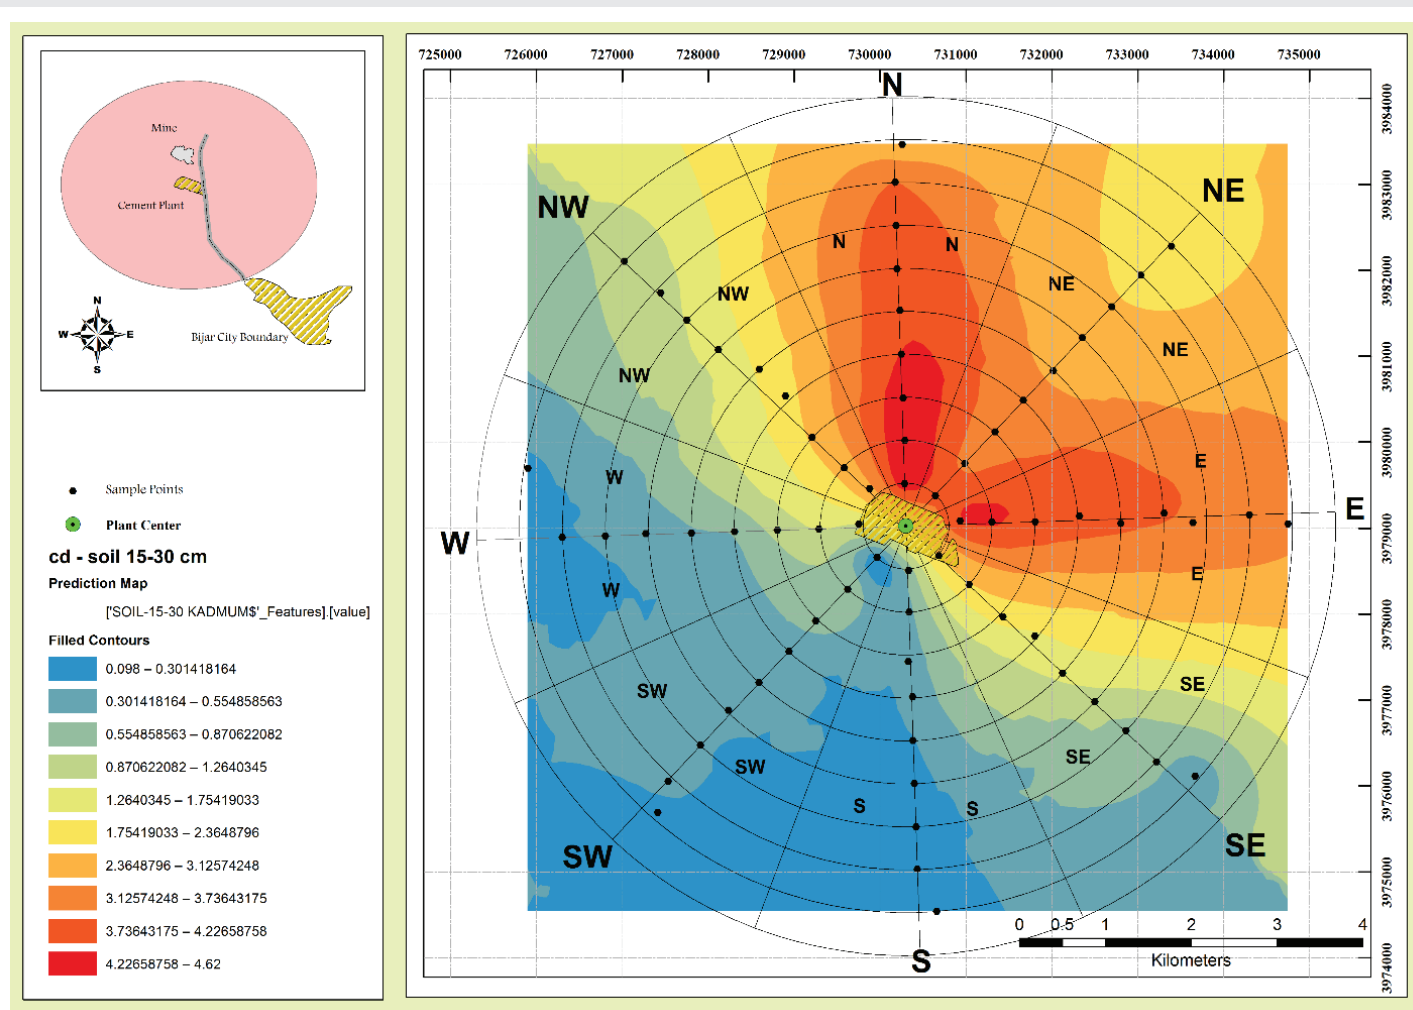 Mine
Cement Plant
N
W E
S
Bijar City Boundary
Sample Points
Plant Center
cd - soil 15-30 cm
Prediction Map
['SOIL-15-30 KADMUM$'_Features].[value]
Filled Contours
0.098 – 0.301418164
0.301418164 – 0.554858563
0.554858563 – 0.870622082
0.870622082 – 1.2640345
1.2640345 – 1.75419033
1.75419033 – 2.3648796
2.3648796 – 3.12574248
3.12574248 – 3.73643175
3.73643175 – 4.22658758
4.22658758 – 4.62
725000 726000 727000 728000 729000 730000 731000 732000 733000 734000 735000
N
3984000
3983000
NW NE
N N
3982000
NW NE
NE
3981000
NW
3980000
W E
E
W
3979000
W E
3978000
SW SE
3977000
SW SE
S S
3976000
SW SE
3975000
0 0.5 1 2 3 4
Kilometers
S
3974000